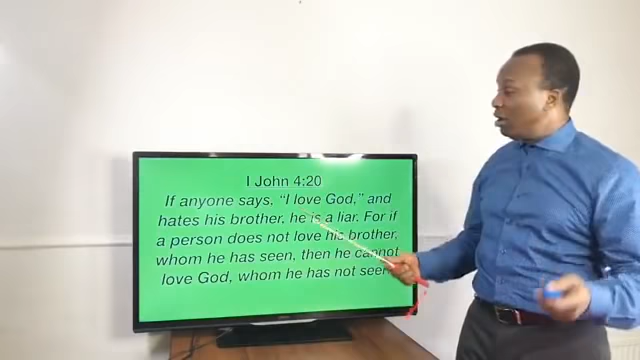 I John 4:20
If anyone says, “I love God,” and
hates his brother, he is a liar. For if
a person does not love his brother,
whom he has seen, then he cannot
love God, whom he has not seen.